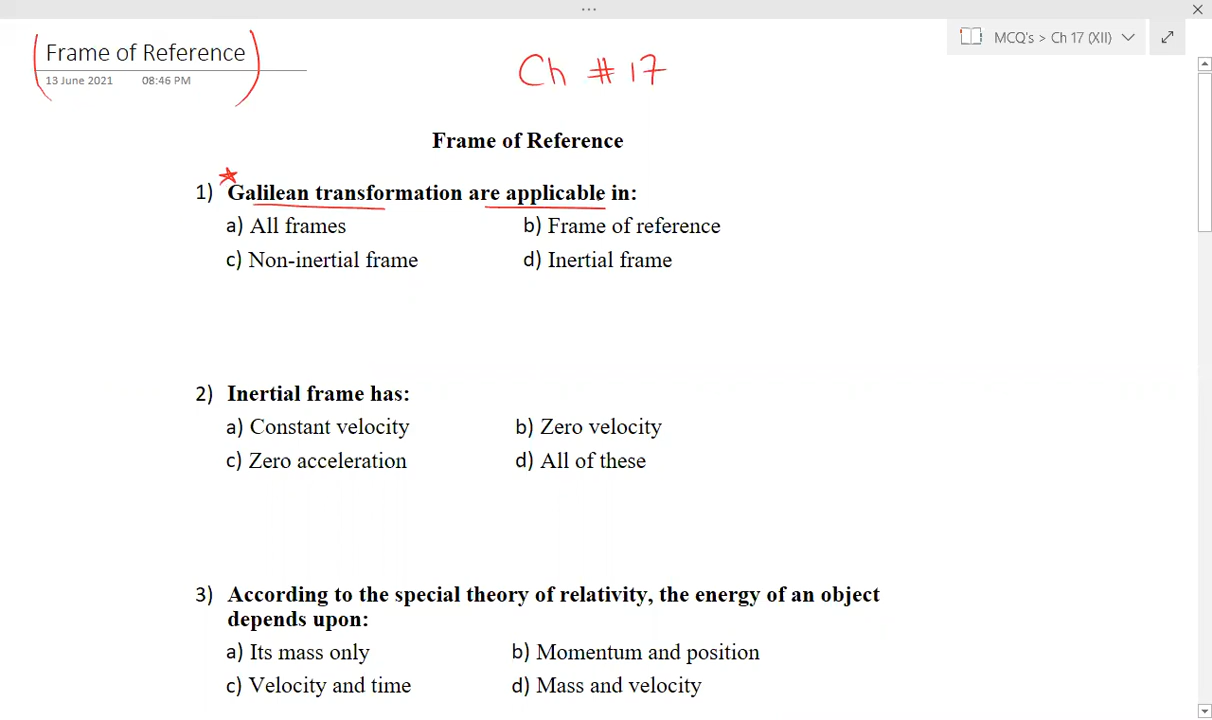 Frame of Reference
13 June 2021 08:46 PM
MCQ's > Ch 17 (XII)
Ch # 17
Frame of Reference
1) Galilean transformation are applicable in:
a) All frames b) Frame of reference
c) Non-inertial frame d) Inertial frame
2) Inertial frame has:
a) Constant velocity b) Zero velocity
c) Zero acceleration d) All of these
3) According to the special theory of relativity, the energy of an object
depends upon:
a) Its mass only b) Momentum and position
c) Velocity and time d) Mass and velocity